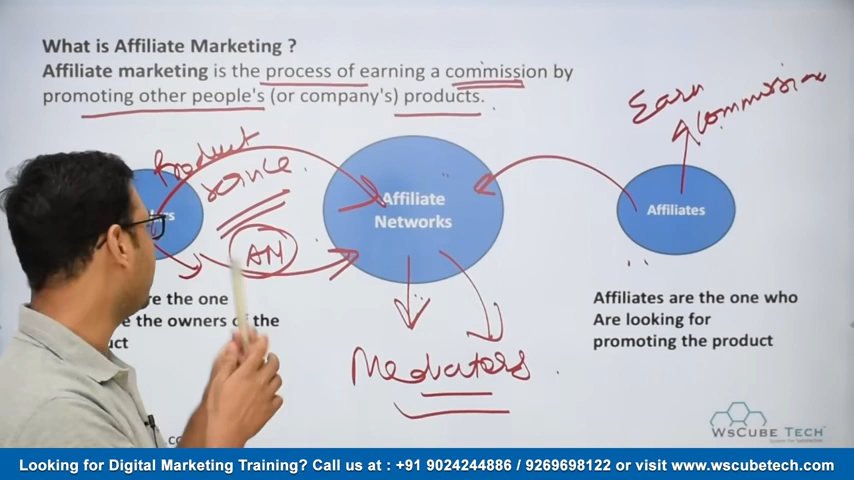 What is Affiliate Marketing ?
Affiliate marketing is the process of earning a commission by
promoting other people's (or company's) products.
Earn
Commission
Product
Service
Affiliate
Networks
Affiliates
AM
re the one
e the owners of the
uct
Affiliates are the one who
Are looking for
promoting the product
Mediators
WsCube Tech
Looking for Digital Marketing Training? Call us at : +91 9024244886 / 9269698122 or visit www.wscubetech.com